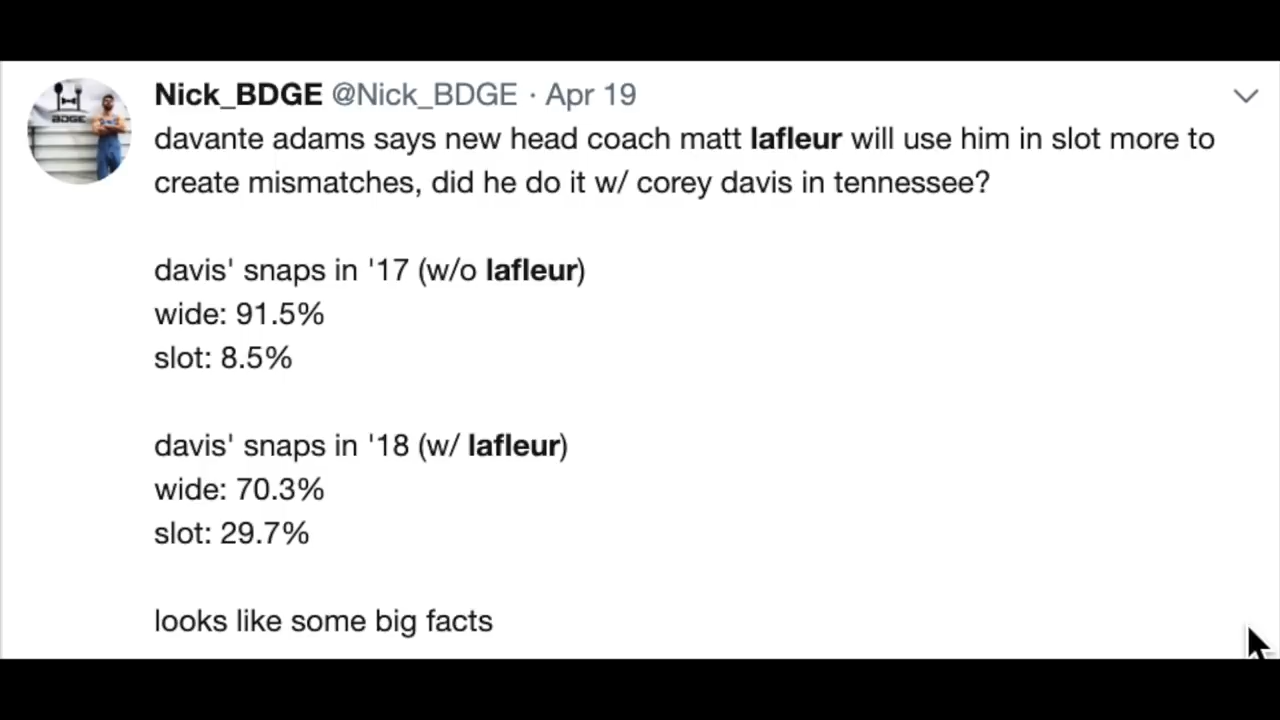 Nick_BDGE @Nick_BDGE · Apr 19
davante adams says new head coach matt lafleur will use him in slot more to
create mismatches, did he do it w/ corey davis in tennessee?
davis' snaps in '17 (w/o lafleur)
wide: 91.5%
slot: 8.5%
davis' snaps in '18 (w/ lafleur)
wide: 70.3%
slot: 29.7%
looks like some big facts
BDGE